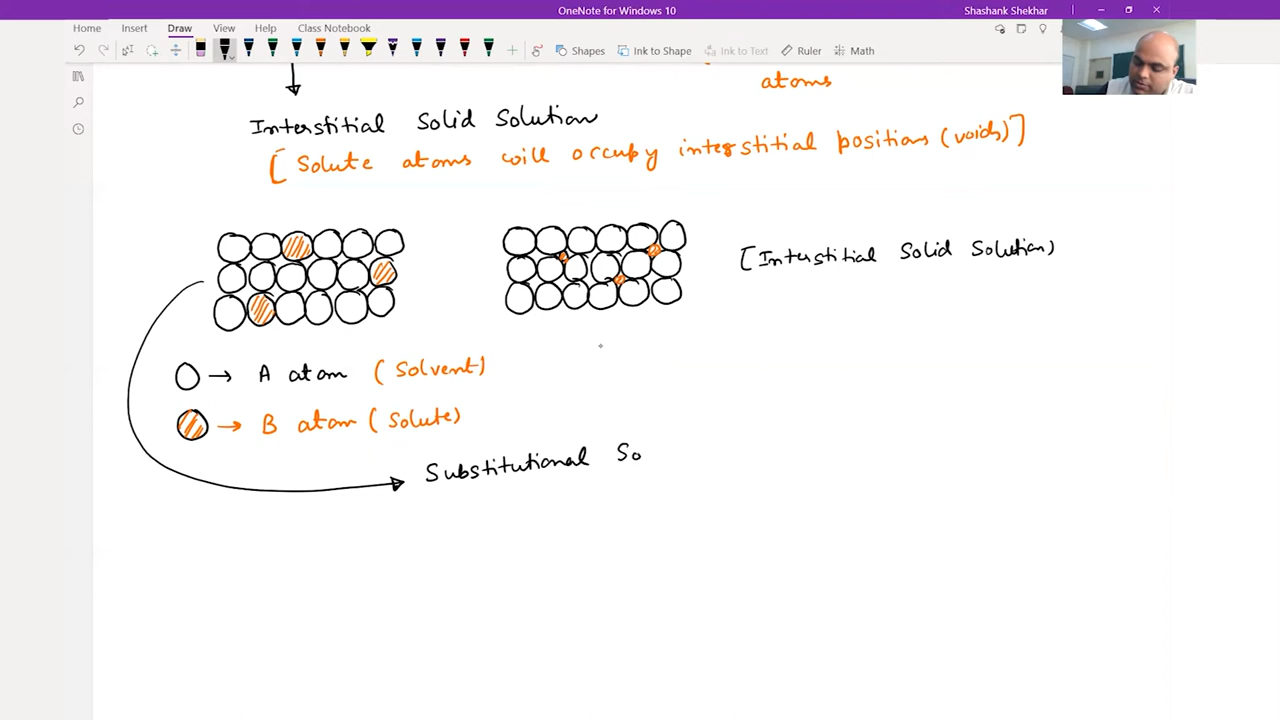 OneNote for Windows 10
Shashank Shekhar
Home Insert Draw View Help Class Notebook
Shapes Ink to Shape Ink to Text Ruler Math
atoms
Interstitial Solid Solution
[Solute atoms will occupy interstitial positions (voids)]
[Interstitial Solid Solution)
A atom (Solvent)
B atom (Solute)
Substitutional So